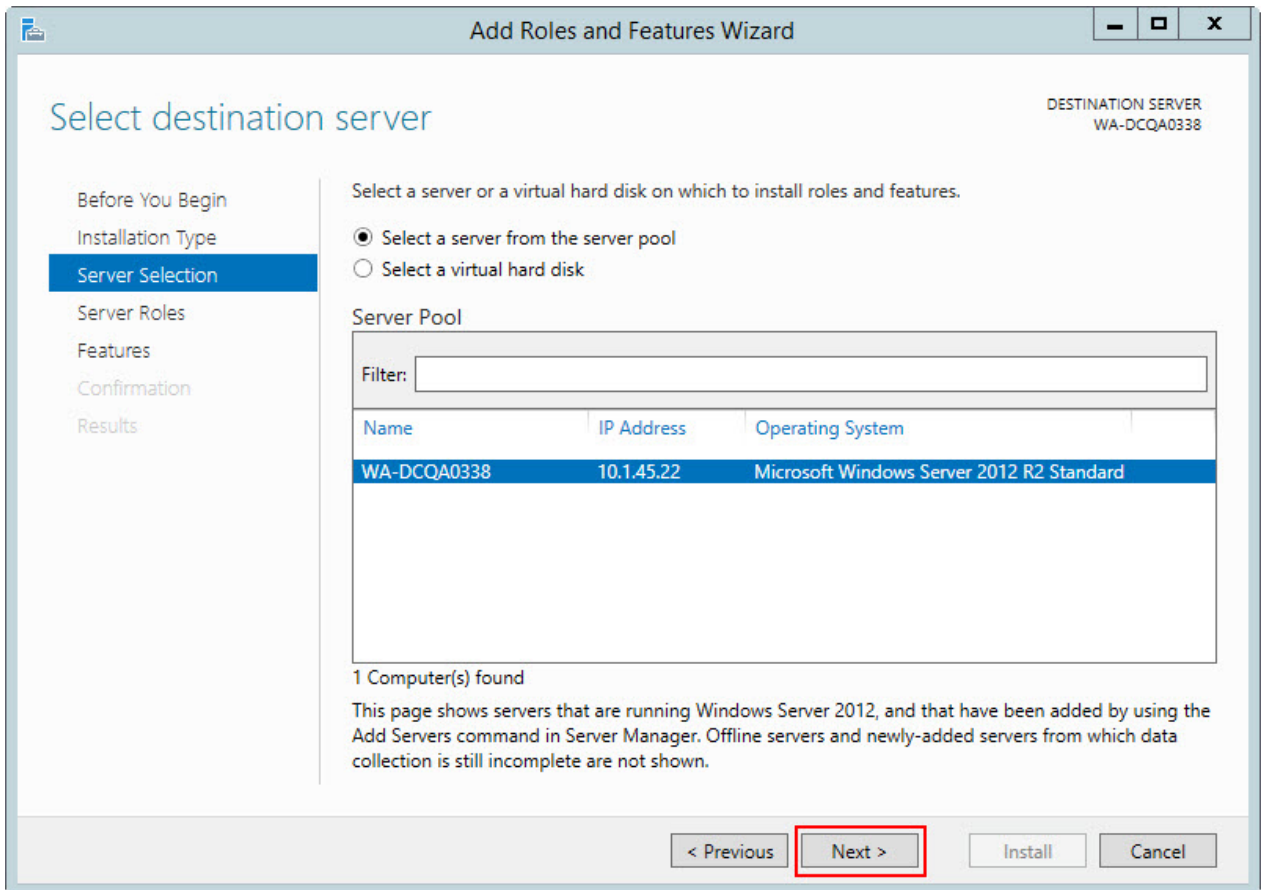 Add Roles and Features Wizard
Select destination server
DESTINATION SERVER
WA-DCQA0338
Before You Begin
Installation Type
Server Selection
Server Roles
Features
Confirmation
Results
Select a server or a virtual hard disk on which to install roles and features.
Select a server from the server pool
Select a virtual hard disk
Server Pool
Filter:
Name IP Address Operating System
WA-DCQA0338 10.1.45.22 Microsoft Windows Server 2012 R2 Standard
1 Computer(s) found
This page shows servers that are running Windows Server 2012, and that have been added by using the
Add Servers command in Server Manager. Offline servers and newly-added servers from which data
collection is still incomplete are not shown.
< Previous Next > Install Cancel